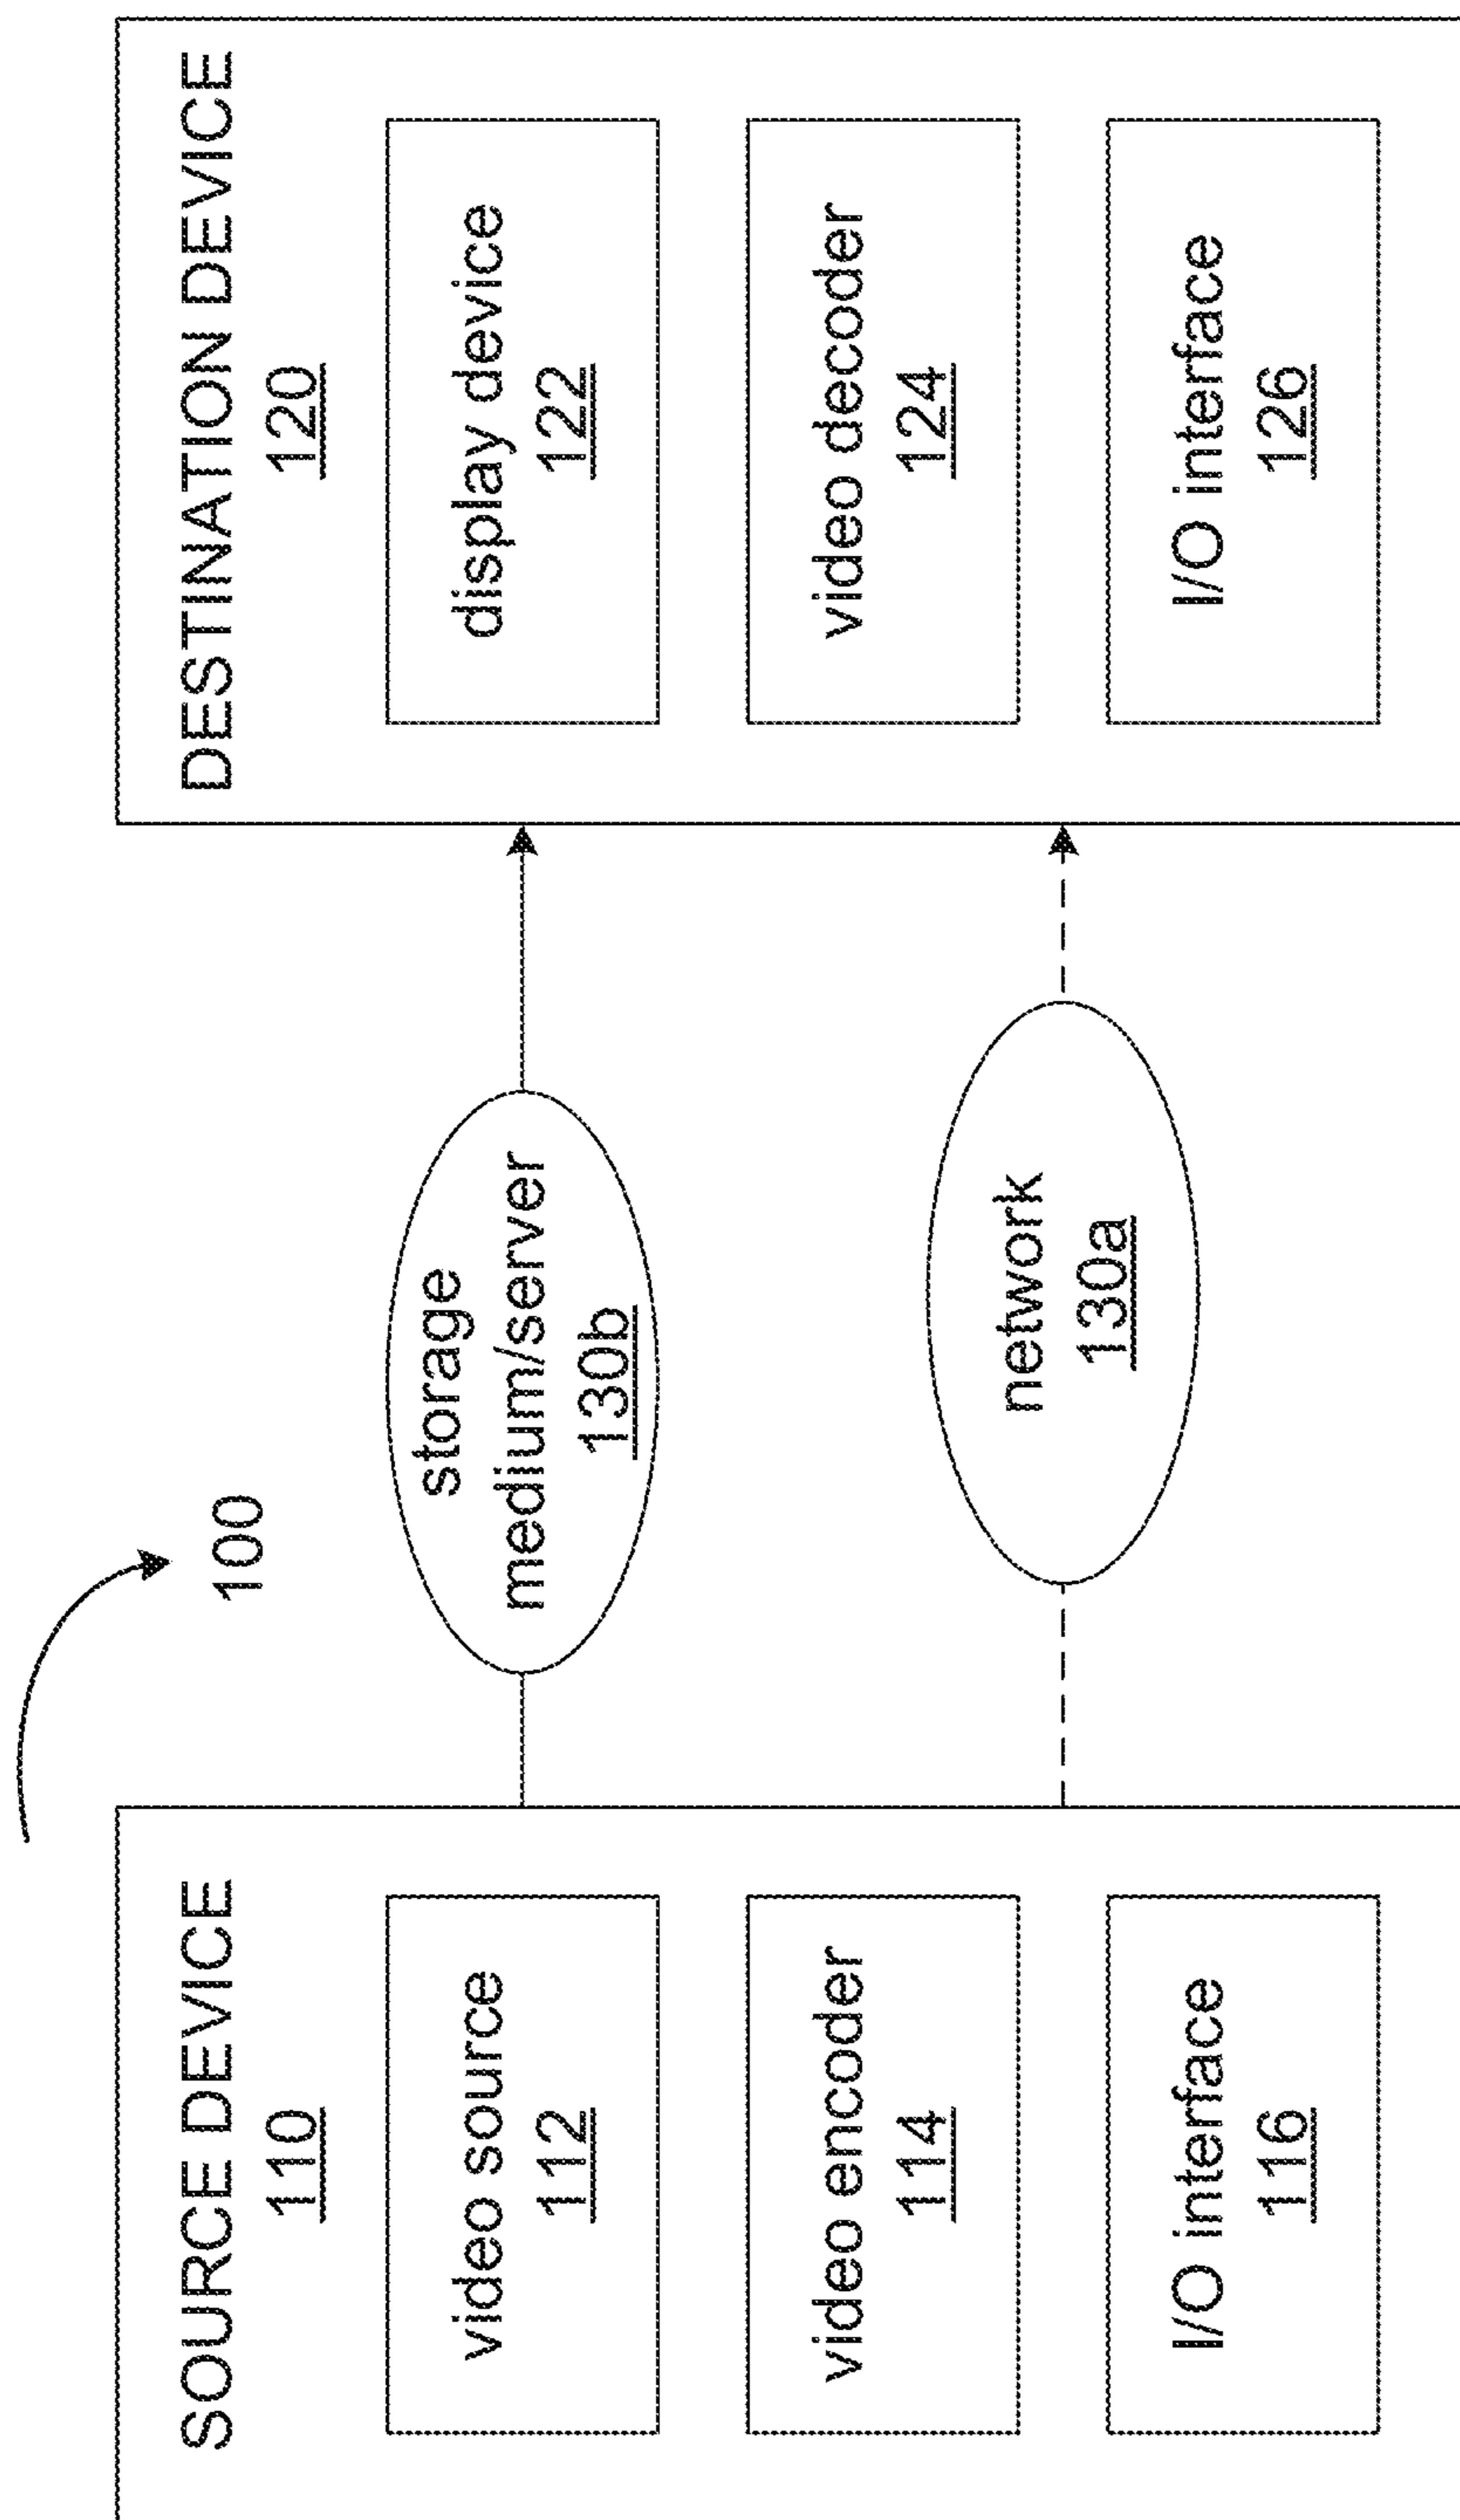 100
SOURCE DEVICE
110
video source
112
video encoder
114
I/O interface
116
storage
medium/server
130b
network
130a
DESTINATION DEVICE
120
display device
122
video decoder
124
I/O interface
126